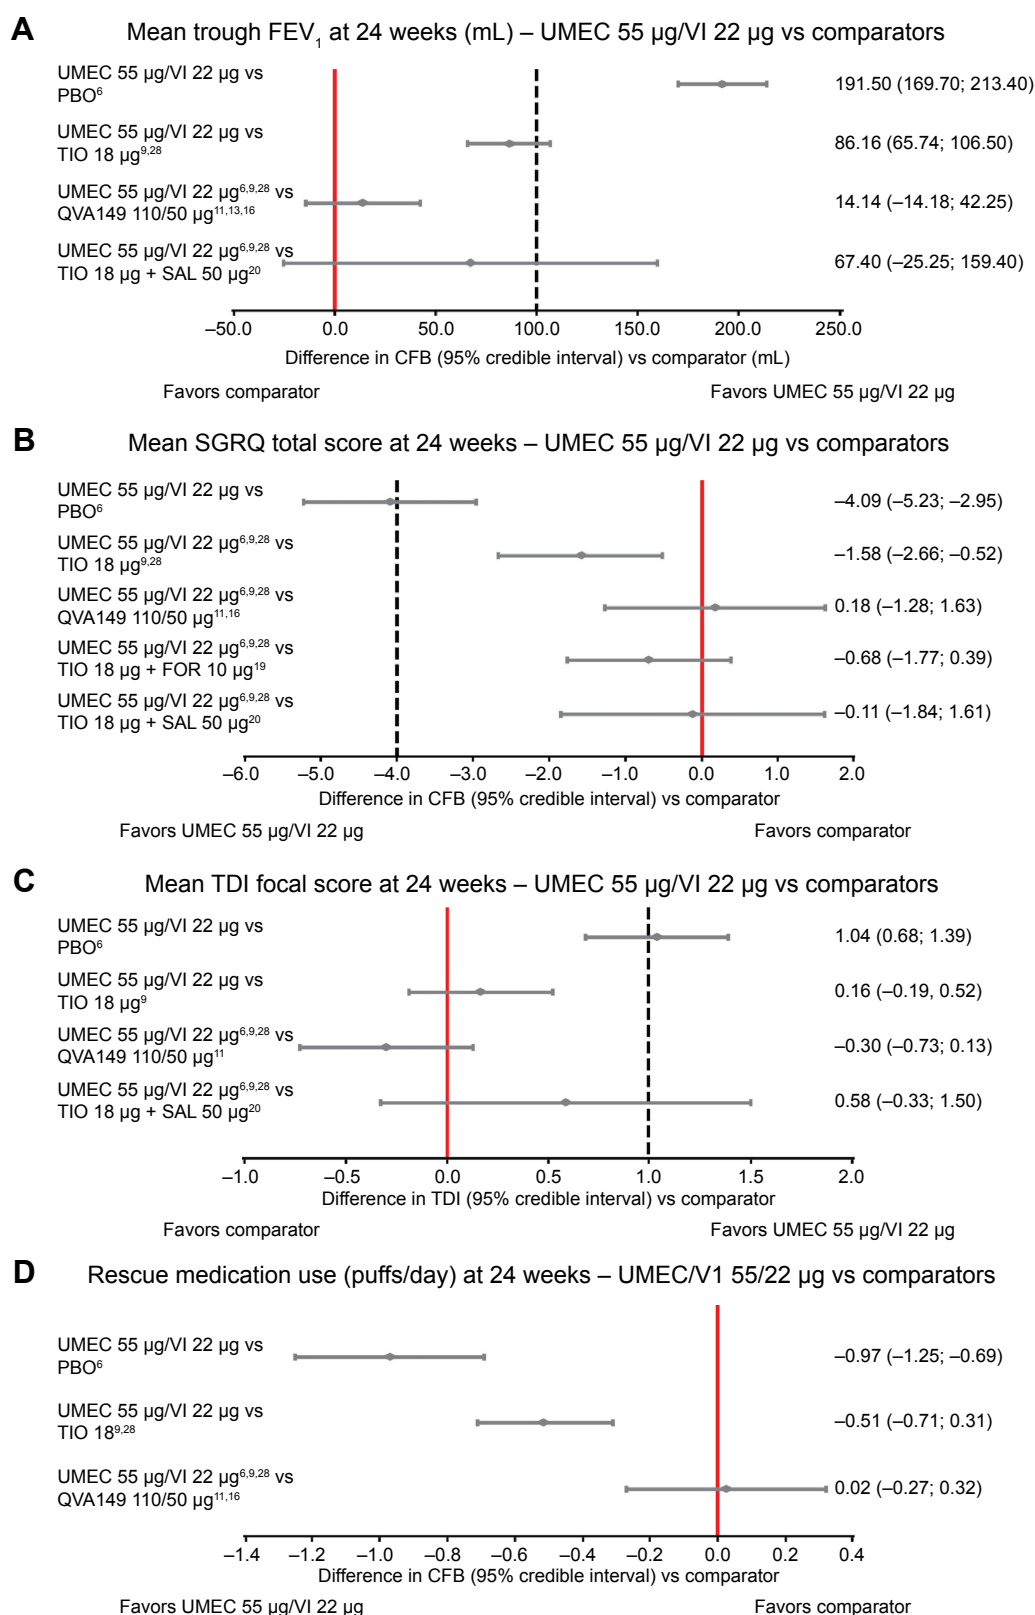 A
Mean trough FEV1 at 24 weeks (mL) – UMEC 55 µg/VI 22 µg vs comparators
UMEC 55 µg/VI 22 µg vs
PBO6
191.50 (169.70; 213.40)
UMEC 55 µg/VI 22 µg vs
TIO 18 µg9,28
86.16 (65.74; 106.50)
UMEC 55 µg/VI 22 µg6,9,28 vs
QVA149 110/50 µg11,13,16
14.14 (–14.18; 42.25)
UMEC 55 µg/VI 22 µg6,9,28 vs
TIO 18 µg + SAL 50 µg20
67.40 (–25.25; 159.40)
–50.0 0.0 50.0 100.0 150.0 200.0 250.0
Difference in CFB (95% credible interval) vs comparator (mL)
Favors comparator Favors UMEC 55 µg/VI 22 µg
B
Mean SGRQ total score at 24 weeks – UMEC 55 µg/VI 22 µg vs comparators
UMEC 55 µg/VI 22 µg vs
PBO6
–4.09 (–5.23; –2.95)
UMEC 55 µg/VI 22 µg6,9,28 vs
TIO 18 µg9,28
–1.58 (–2.66; –0.52)
UMEC 55 µg/VI 22 µg6,9,28 vs
QVA149 110/50 µg11,16
0.18 (–1.28; 1.63)
UMEC 55 µg/VI 22 µg6,9,28 vs
TIO 18 µg + FOR 10 µg19
–0.68 (–1.77; 0.39)
UMEC 55 µg/VI 22 µg6,9,28 vs
TIO 18 µg + SAL 50 µg20
–0.11 (–1.84; 1.61)
–6.0 –5.0 –4.0 –3.0 –2.0 –1.0 0.0 1.0 2.0
Difference in CFB (95% credible interval) vs comparator
Favors UMEC 55 µg/VI 22 µg Favors comparator
C
Mean TDI focal score at 24 weeks – UMEC 55 µg/VI 22 µg vs comparators
UMEC 55 µg/VI 22 µg vs
PBO6
1.04 (0.68; 1.39)
UMEC 55 µg/VI 22 µg vs
TIO 18 µg9
0.16 (–0.19, 0.52)
UMEC 55 µg/VI 22 µg6,9,28 vs
QVA149 110/50 µg11
–0.30 (–0.73; 0.13)
UMEC 55 µg/VI 22 µg6,9,28 vs
TIO 18 µg + SAL 50 µg20
0.58 (–0.33; 1.50)
–1.0 –0.5 0.0 0.5 1.0 1.5 2.0
Difference in TDI (95% credible interval) vs comparator
Favors comparator Favors UMEC 55 µg/VI 22 µg
D
Rescue medication use (puffs/day) at 24 weeks – UMEC/V1 55/22 µg vs comparators
UMEC 55 µg/VI 22 µg vs
PBO6
–0.97 (–1.25; –0.69)
UMEC 55 µg/VI 22 µg vs
TIO 189,28
–0.51 (–0.71; 0.31)
UMEC 55 µg/VI 22 µg6,9,28 vs
QVA149 110/50 µg11,16
0.02 (–0.27; 0.32)
–1.4 –1.2 –1.0 –0.8 –0.6 –0.4 –0.2 0.0 0.2 0.4
Difference in CFB (95% credible interval) vs comparator
Favors UMEC 55 µg/VI 22 µg Favors comparator